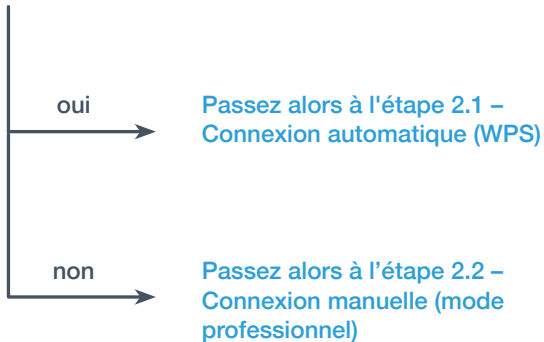 oui
Passez alors à l'étape 2.1 –
Connexion automatique (WPS)
non
Passez alors à l’étape 2.2 –
Connexion manuelle (mode
professionnel)